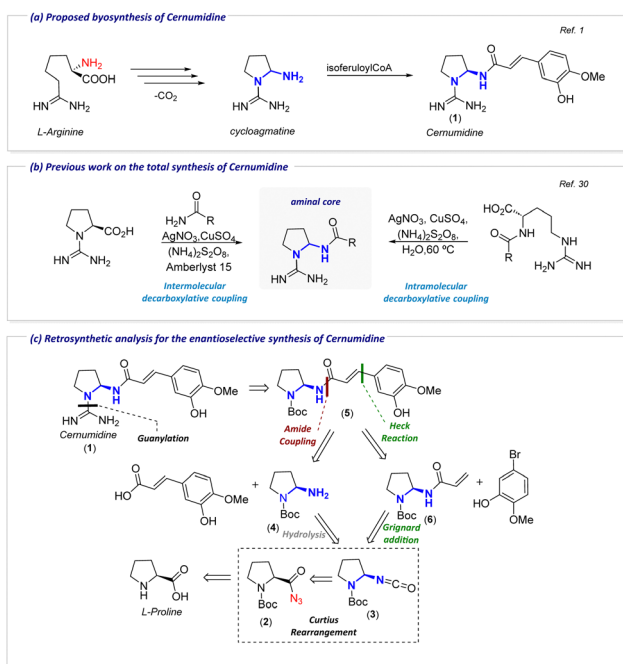 (a) Proposed byosynthesis of Cernumidine
Ref. 1
NH2
COOH
HN NH2
L-Arginine
-CO2
N NH2
HN NH2
cycloagmatine
isoferuloylCoA
O
N N
H
OMe
OH
HN NH2
(1)
Cernumidine
(b) Previous work on the total synthesis of Cernumidine
Ref. 30
N CO2H
HN NH2
O
H2N R
AgNO3,CuSO4
(NH4)2S2O8,
Amberlyst 15
Intermolecular
decarboxylative coupling
aminal core
O
N N R
H
HN NH2
AgNO3, CuSO4,
(NH4)2S2O8,
H2O,60 ºC
Intramolecular
decarboxylative coupling
HO2C
HN
O
R
NH
H2N NH
(c) Retrosynthetic analysis for the enantioselective synthesis of Cernumidine
O
N N
H
OMe
OH
HN NH2
Cernumidine
(1)
Guanylation
O
N NH
Boc H
OMe
OH
(5)
Amide
Coupling
Heck
Reaction
O
HO
OMe
OH
+
N NH2
Boc
(4)
Hydrolysis
O
N N
H
Boc
(6)
Grignard
addition
+
Br
HO
OMe
N
H
O
OH
L-Proline
O
N
N3
Boc
(2)
N N=C=O
Boc
(3)
Curtius
Rearrangement